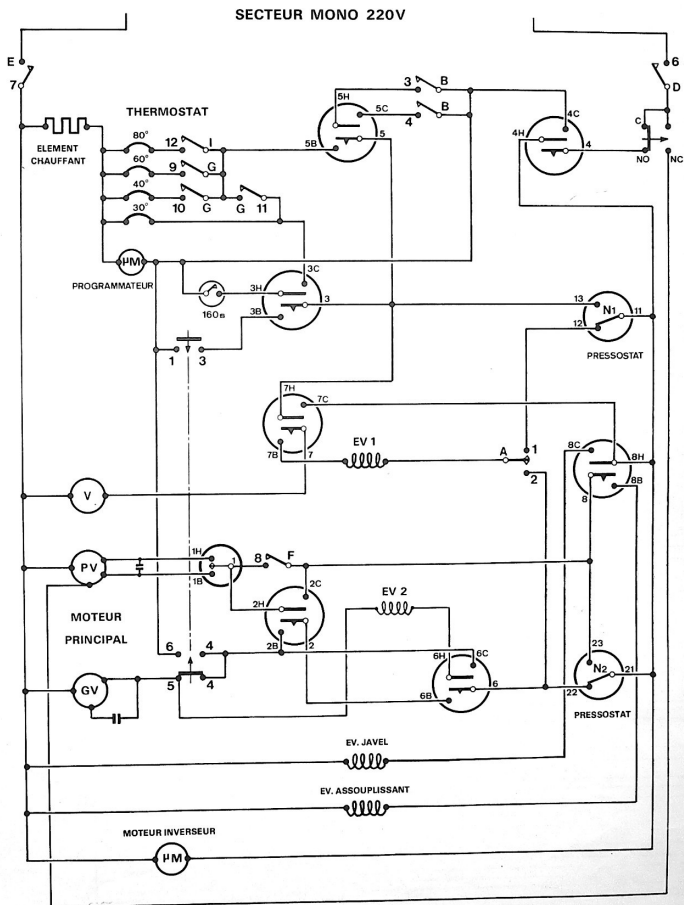 SECTEUR MONO 220V
E
7
6
D
3 B
5H
5C
4 B
5
5B
4C
4H
4
C
NO
NC
THERMOSTAT
ELEMENT
CHAUFFANT
80°
12 I
60°
9 G
40°
10 G
G 11
30°
µM
PROGRAMMATEUR
3C
3H
3
160B
3B
1 3
13
N1
11
12
PRESSOSTAT
7H
7C
7B
7
EV 1
A
1
2
8C
8H
8B
8
V
PV
1H
1
1B
8 F
2C
2H
2B
2
EV 2
MOTEUR
PRINCIPAL
6 4
5 4
GV
6H
6C
6
6B
23
N2
21
22
PRESSOSTAT
EV. JAVEL
EV. ASSOUPLISSANT
MOTEUR INVERSEUR
µM